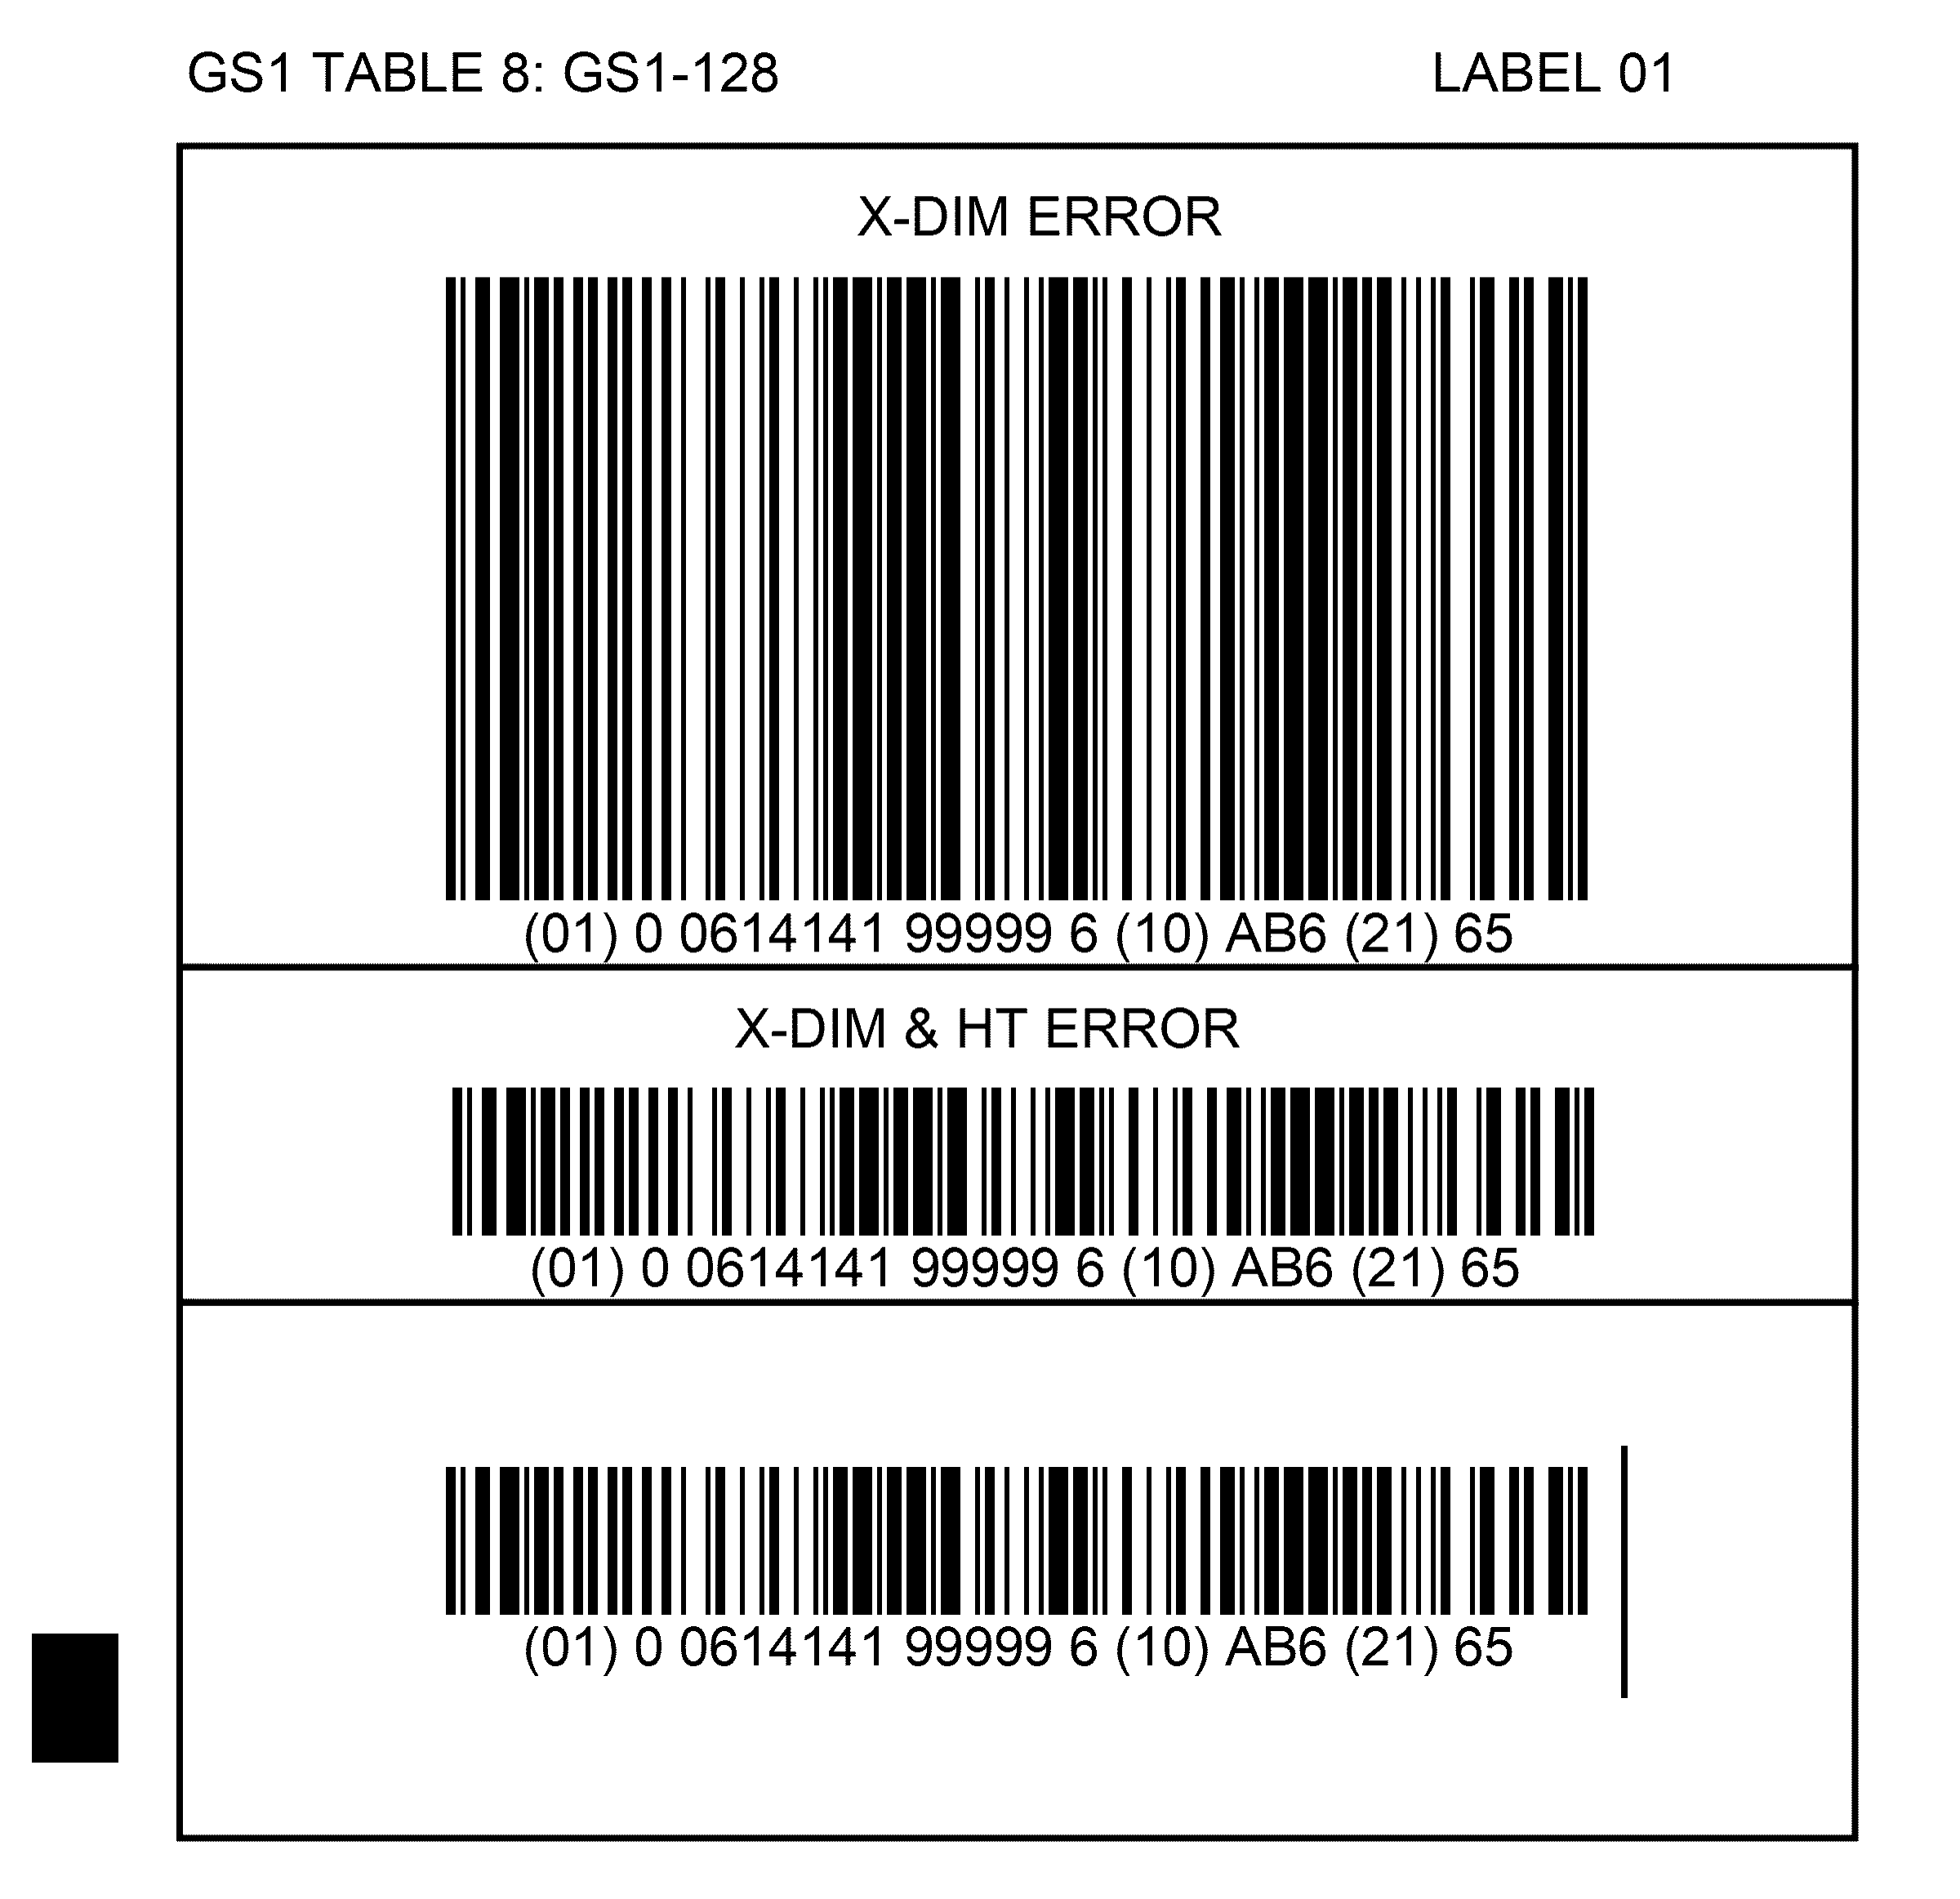 GS1 TABLE 8: GS1-128 LABEL 01
X-DIM ERROR
(01) 0 0614141 99999 6 (10) AB6 (21) 65
X-DIM & HT ERROR
(01) 0 0614141 99999 6 (10) AB6 (21) 65
(01) 0 0614141 99999 6 (10) AB6 (21) 65